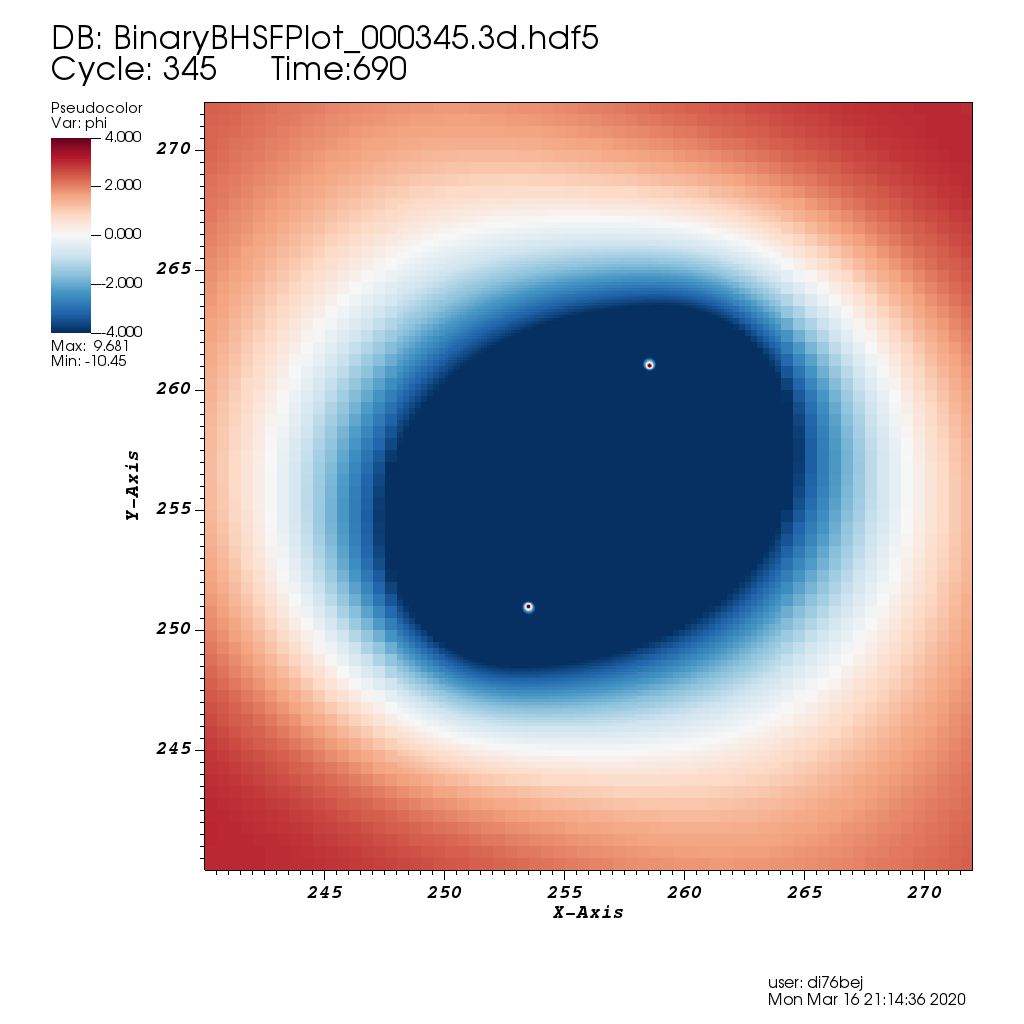 DB: BinaryBHSFPlot_000345.3d.hdf5
Cycle: 345 Time:690
Pseudocolor
Var: phi
4.000
2.000
0.000
-2.000
-4.000
Max: 9.681
Min: -10.45
270
265
260
255
250
245
Y-Axis
245 250 255 260 265 270
X-Axis
user: di76bej
Mon Mar 16 21:14:36 2020